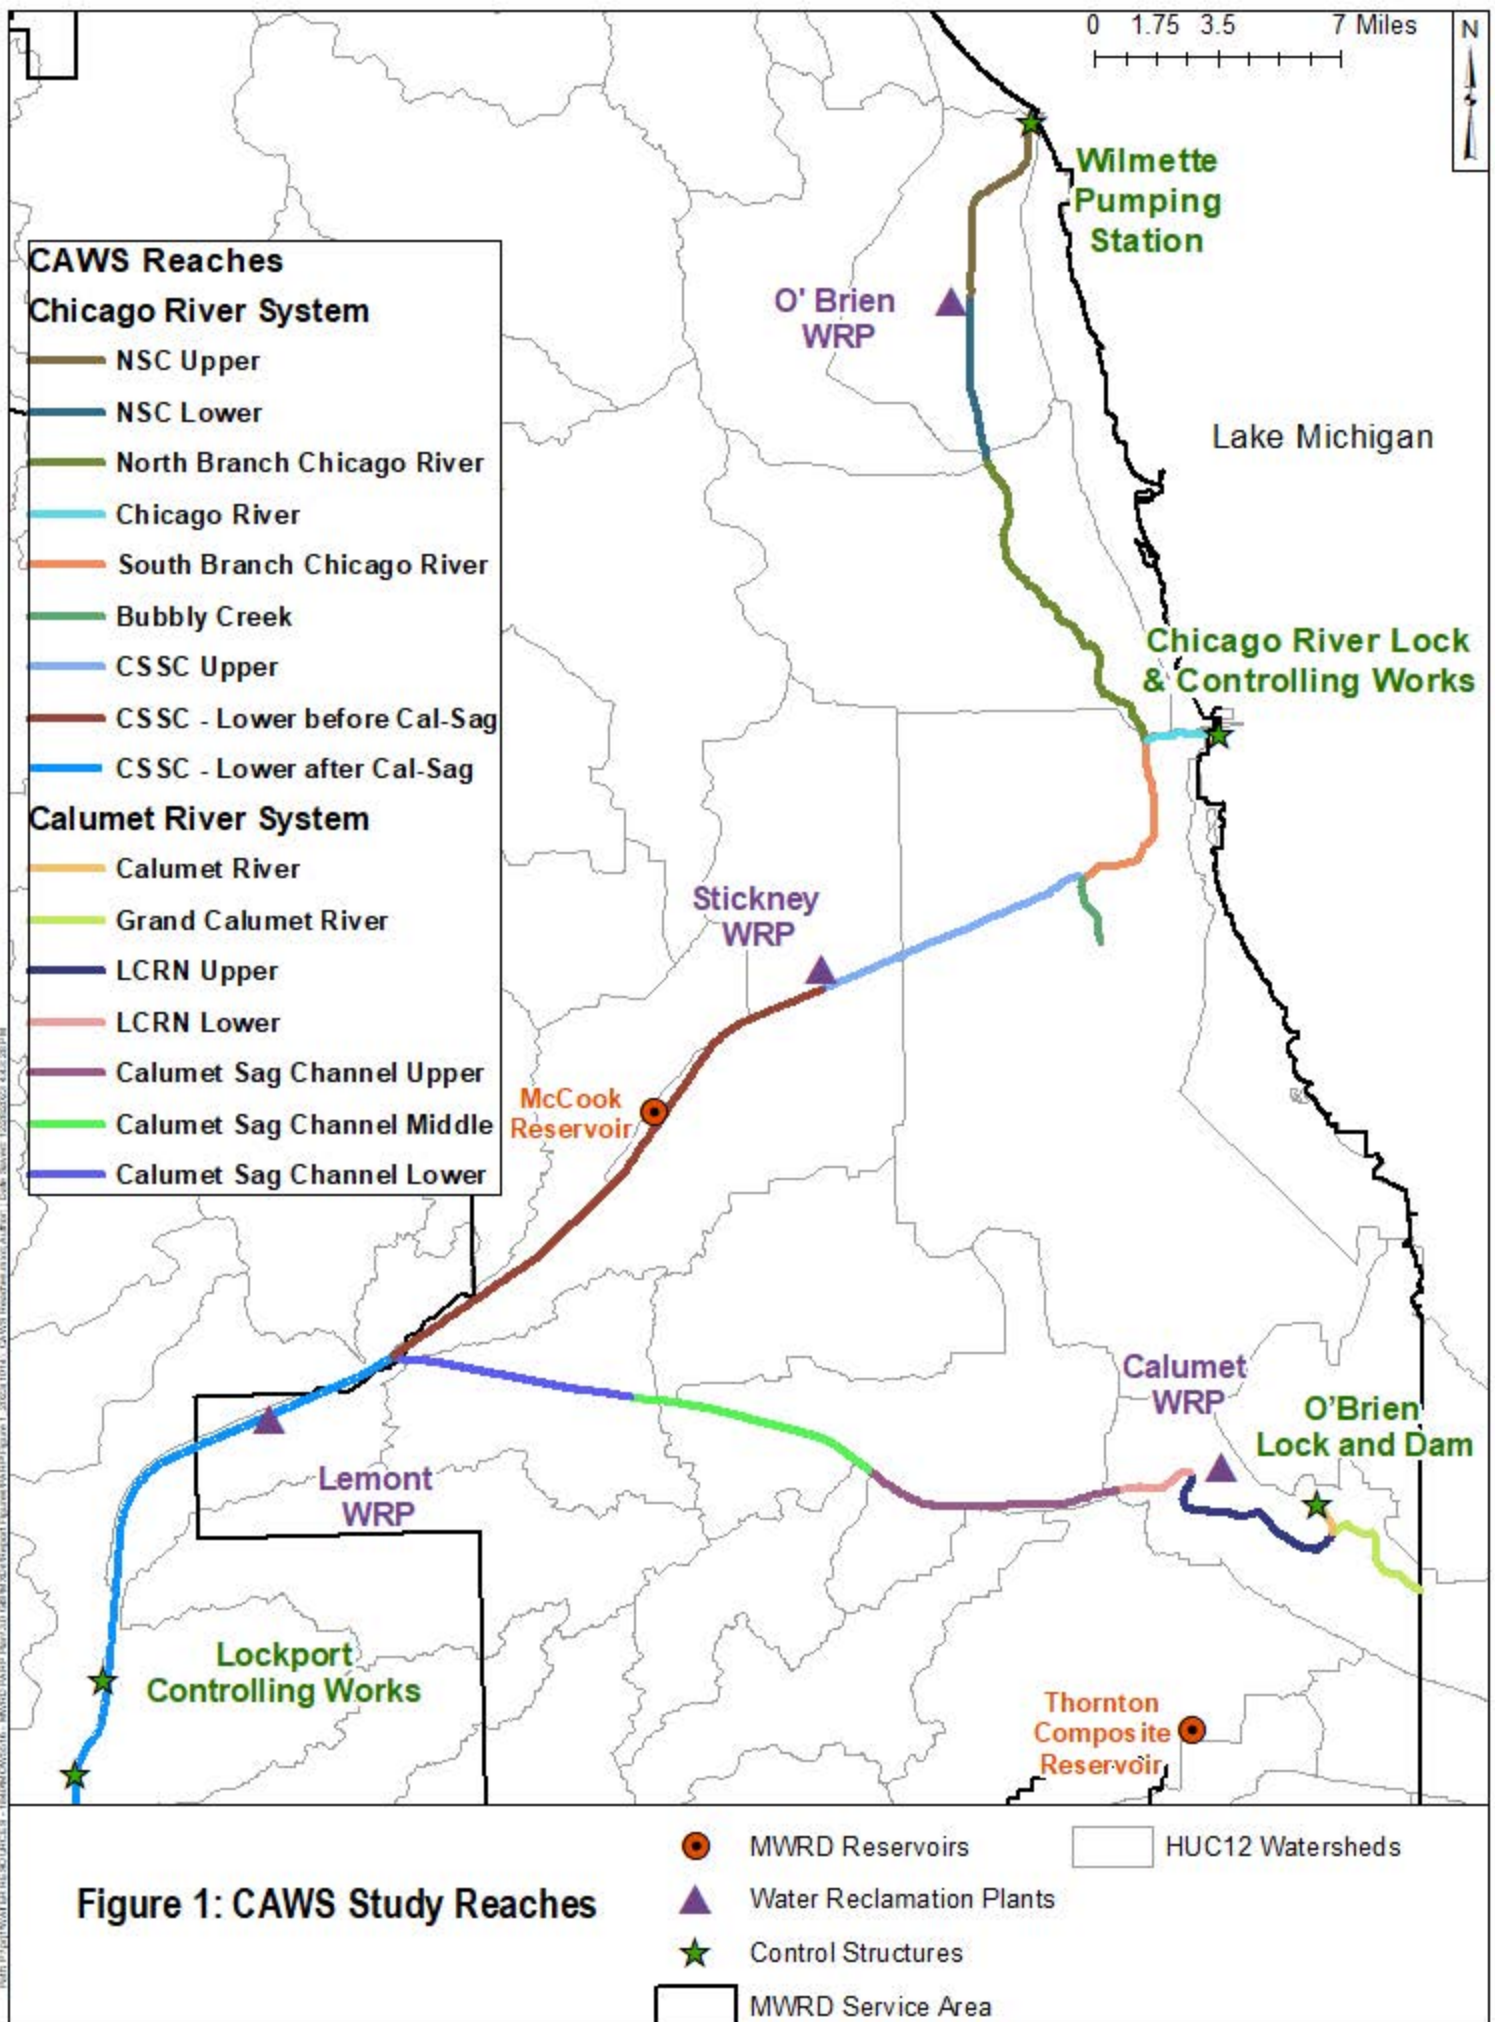 0 1.75 3.5 7 Miles
N
Wilmette
Pumping
Station
CAWS Reaches
Chicago River System
NSC Upper
NSC Lower
North Branch Chicago River
Chicago River
South Branch Chicago River
Bubbly Creek
CSSC Upper
CSSC - Lower before Cal-Sag
CSSC - Lower after Cal-Sag
Calumet River System
Calumet River
Grand Calumet River
LCRN Upper
LCRN Lower
Calumet Sag Channel Upper
Calumet Sag Channel Middle
Calumet Sag Channel Lower
O' Brien
WRP
Lake Michigan
Chicago River Lock
& Controlling Works
Stickney
WRP
McCook
Reservoir
Calumet
WRP
O'Brien
Lock and Dam
Lemont
WRP
Lockport
Controlling Works
Thornton
Composite
Reservoir
Figure 1: CAWS Study Reaches
MWRD Reservoirs
HUC12 Watersheds
Water Reclamation Plants
Control Structures
MWRD Service Area